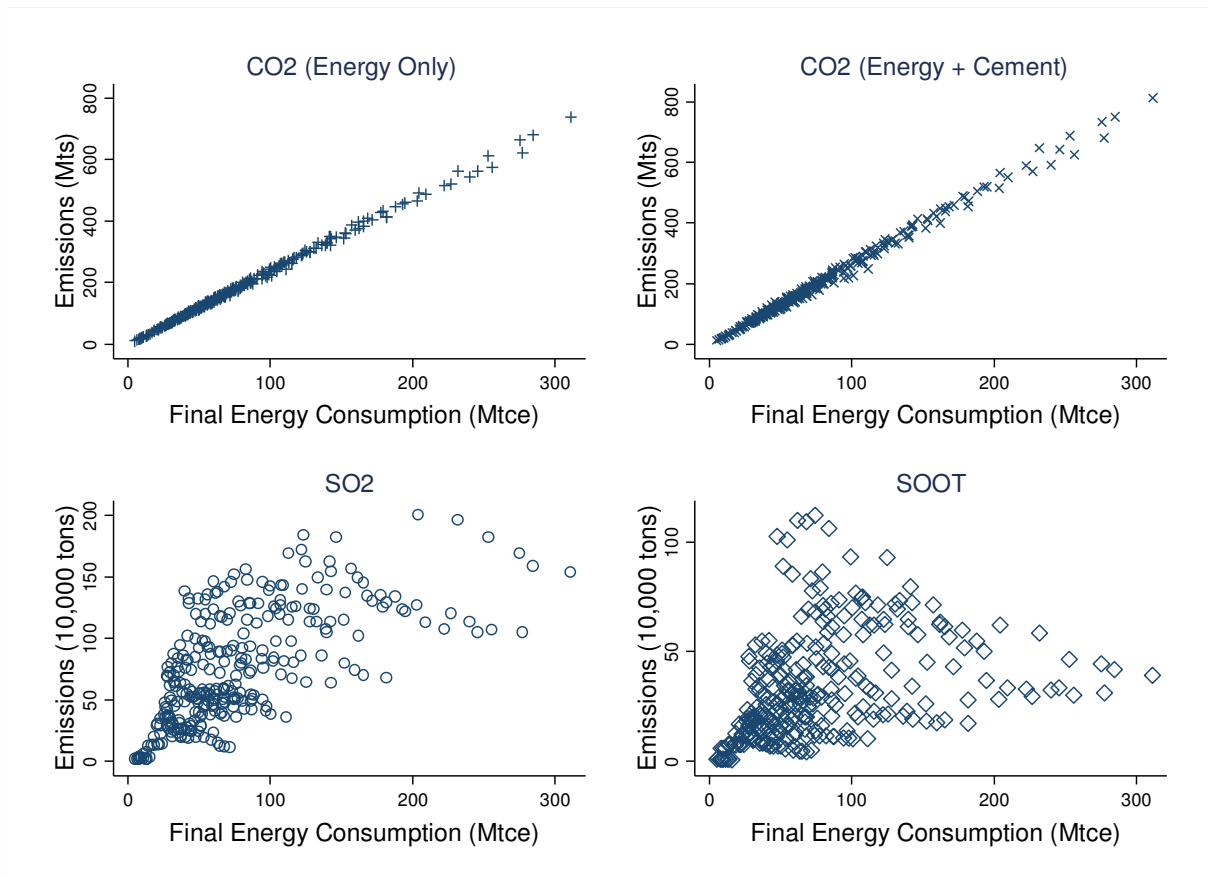 CO2 (Energy Only)
Emissions (Mts)
800
600
400
200
0
0 100 200 300
Final Energy Consumption (Mtce)
CO2 (Energy + Cement)
Emissions (Mts)
800
600
400
200
0
0 100 200 300
Final Energy Consumption (Mtce)
SO2
Emissions (10,000 tons)
200
150
100
50
0
0 100 200 300
Final Energy Consumption (Mtce)
SOOT
Emissions (10,000 tons)
100
50
0
0 100 200 300
Final Energy Consumption (Mtce)